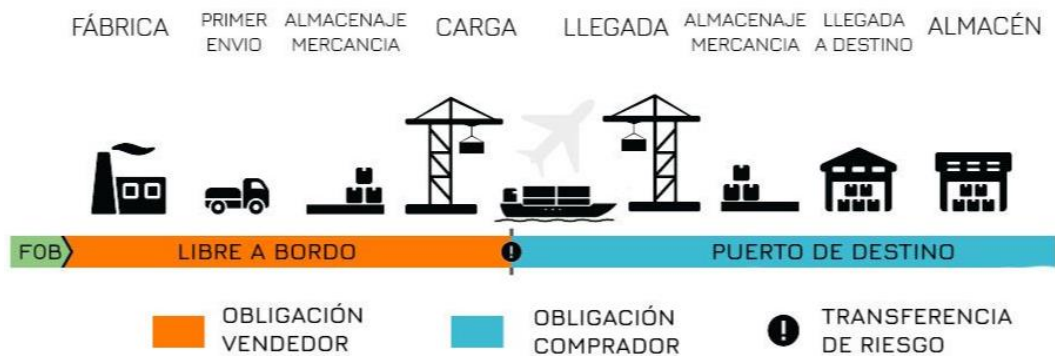 FÁBRICA
PRIMER
ENVIO
ALMACENAJE
MERCANCIA
CARGA
LLEGADA
ALMACENAJE
MERCANCIA
LLEGADA
A DESTINO
ALMACÉN
FOB
LIBRE A BORDO
!
PUERTO DE DESTINO
OBLIGACIÓN
VENDEDOR
OBLIGACIÓN
COMPRADOR
!
TRANSFERENCIA
DE RIESGO